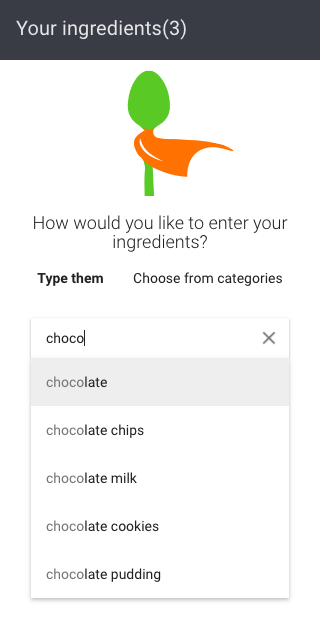 Your ingredients(3)
How would you like to enter your
ingredients?
Type them
Choose from categories
choco
chocolate
chocolate chips
chocolate milk
chocolate cookies
chocolate pudding